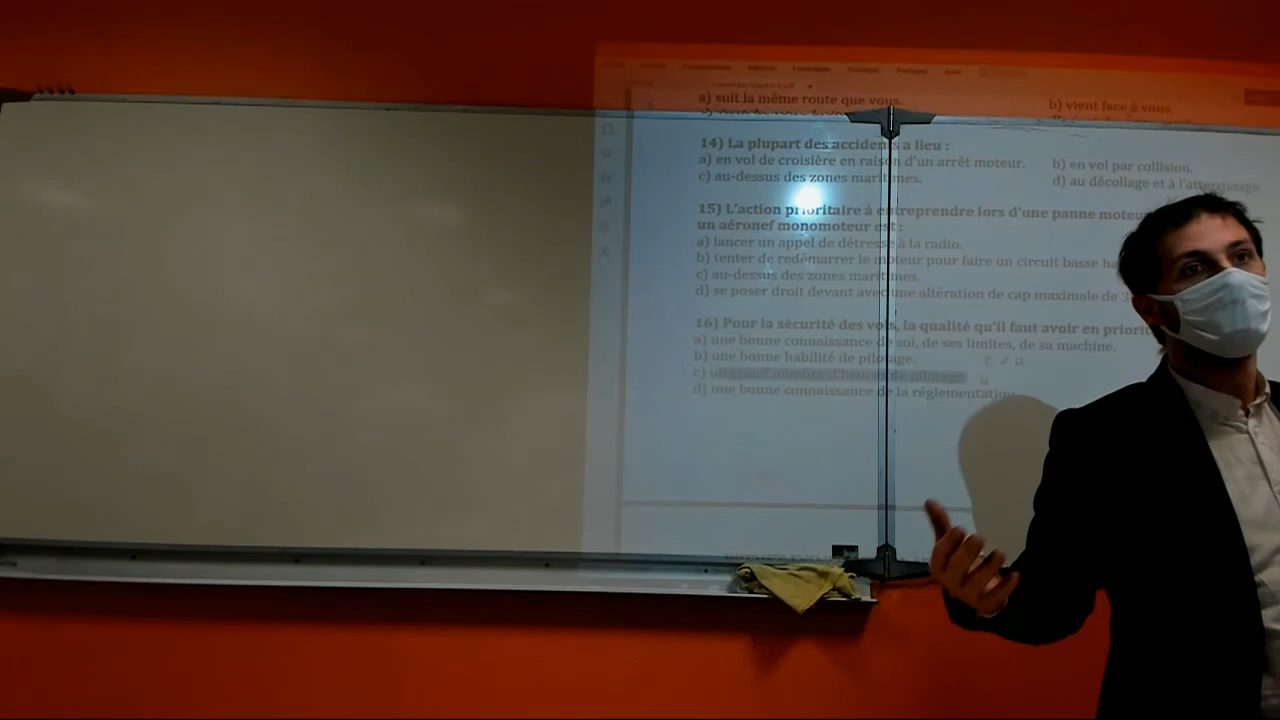 a) suit la même route que vous. b) vient face à vous.
14) La plupart des accidents a lieu :
a) en vol de croisière en raison d'un arrêt moteur. b) en vol par collision.
c) au-dessus des zones maritimes. d) au décollage et à l'atterrissage.
15) L'action prioritaire à entreprendre lors d'une panne moteur
un aéronef monomoteur est :
a) lancer un appel de détresse à la radio.
b) tenter de redémarrer le moteur pour faire un circuit basse
c) au-dessus des zones maritimes.
d) se poser droit devant avec une altération de cap maximale de
16) Pour la sécurité des vols, la qualité qu'il faut avoir en
a) une bonne connaissance de soi, de ses limites, de sa machine.
b) une bonne habilité de pilotage.
c) un grand nombre d'heures de pilotage.
d) une bonne connaissance de la réglementation